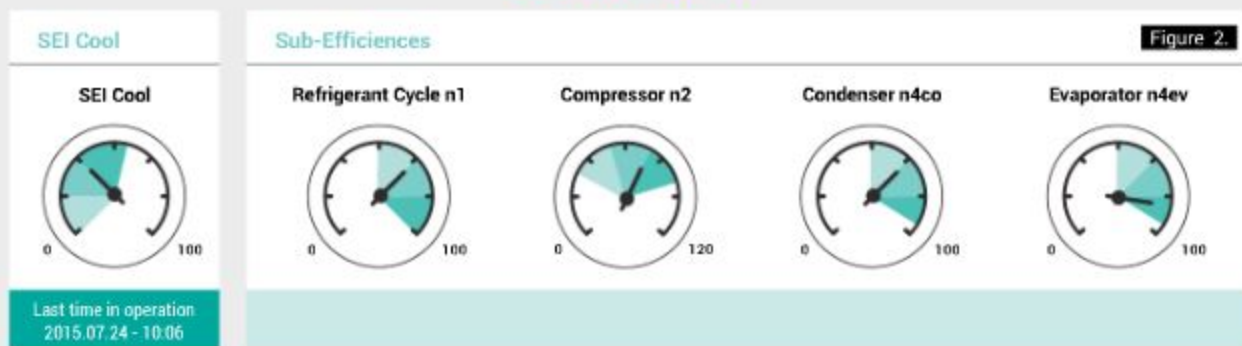 SEI Cool
Sub-Efficiences
Figure 2.
SEI Cool
Refrigerant Cycle n1
Compressor n2
Condenser n4co
Evaporator n4ev
0
100
0
100
0
120
0
100
0
100
Last time in operation
2015.07.24 - 10:06